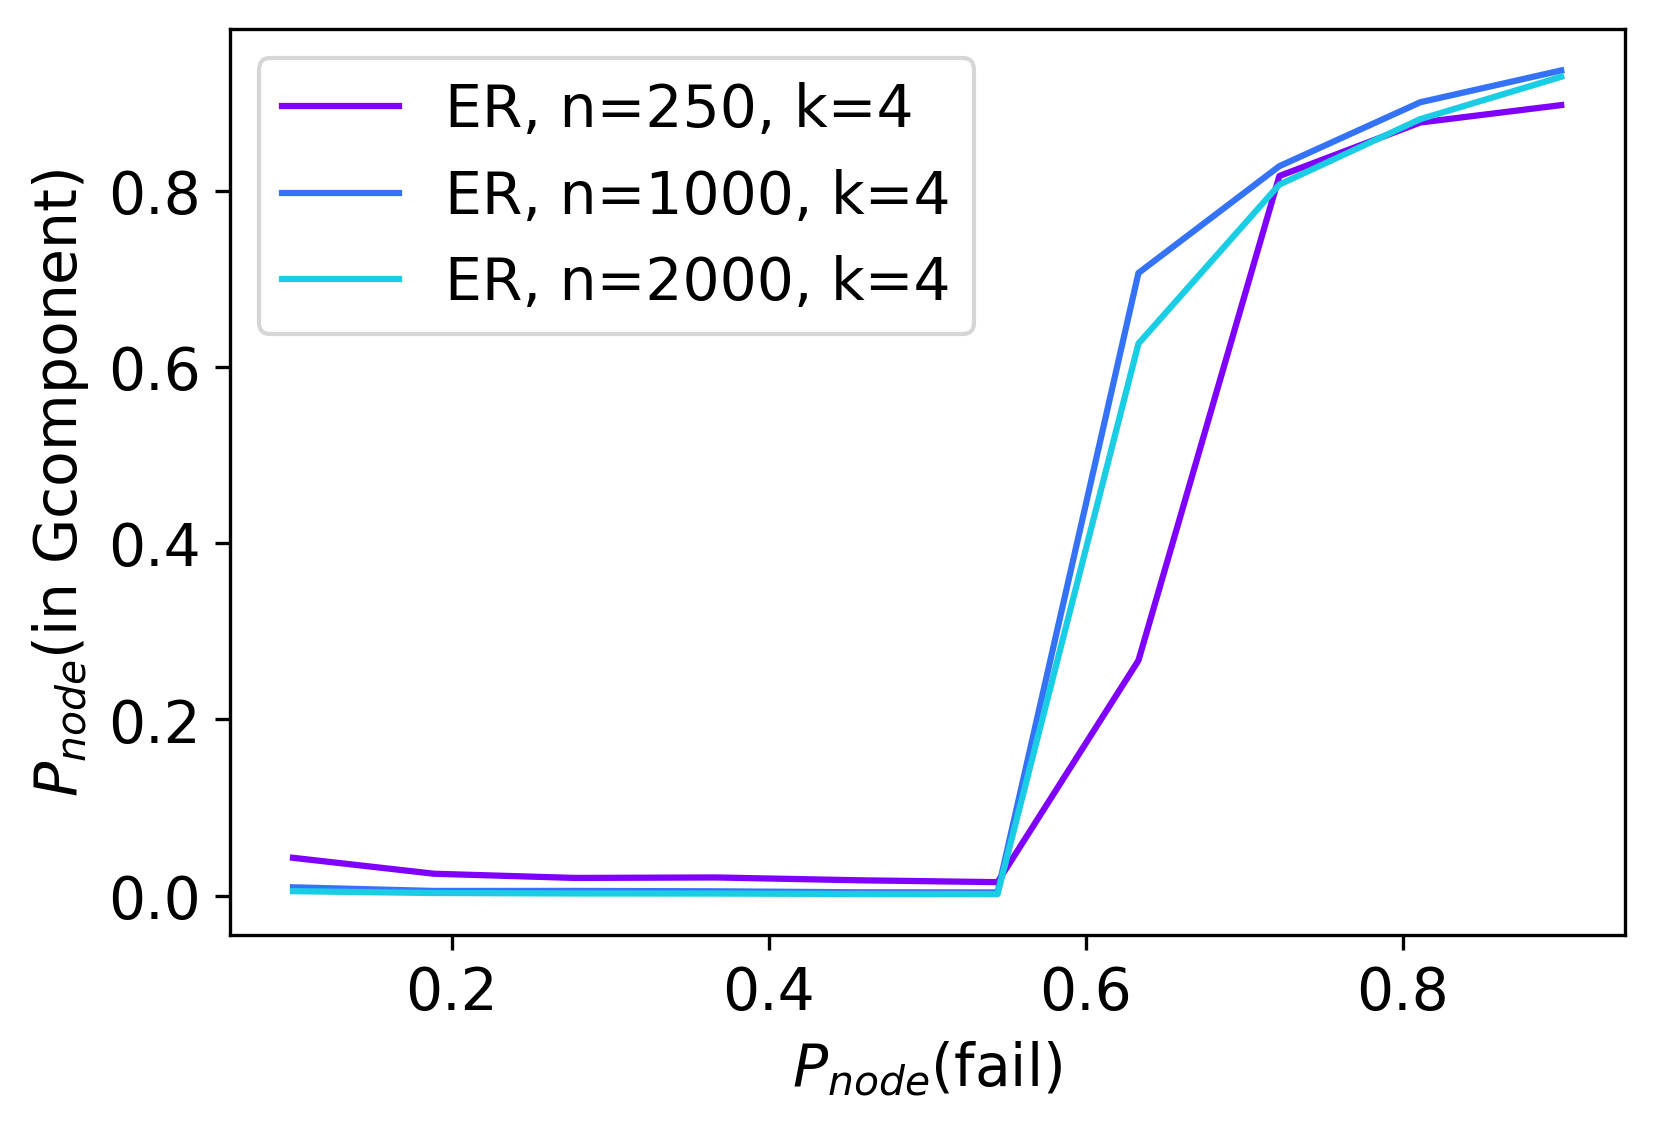 ER, n=250, k=4
ER, n=1000, k=4
ER, n=2000, k=4
P_node(in Gcomponent)
0.8
0.6
0.4
0.2
0.0
0.2 0.4 0.6 0.8
P_node(fail)